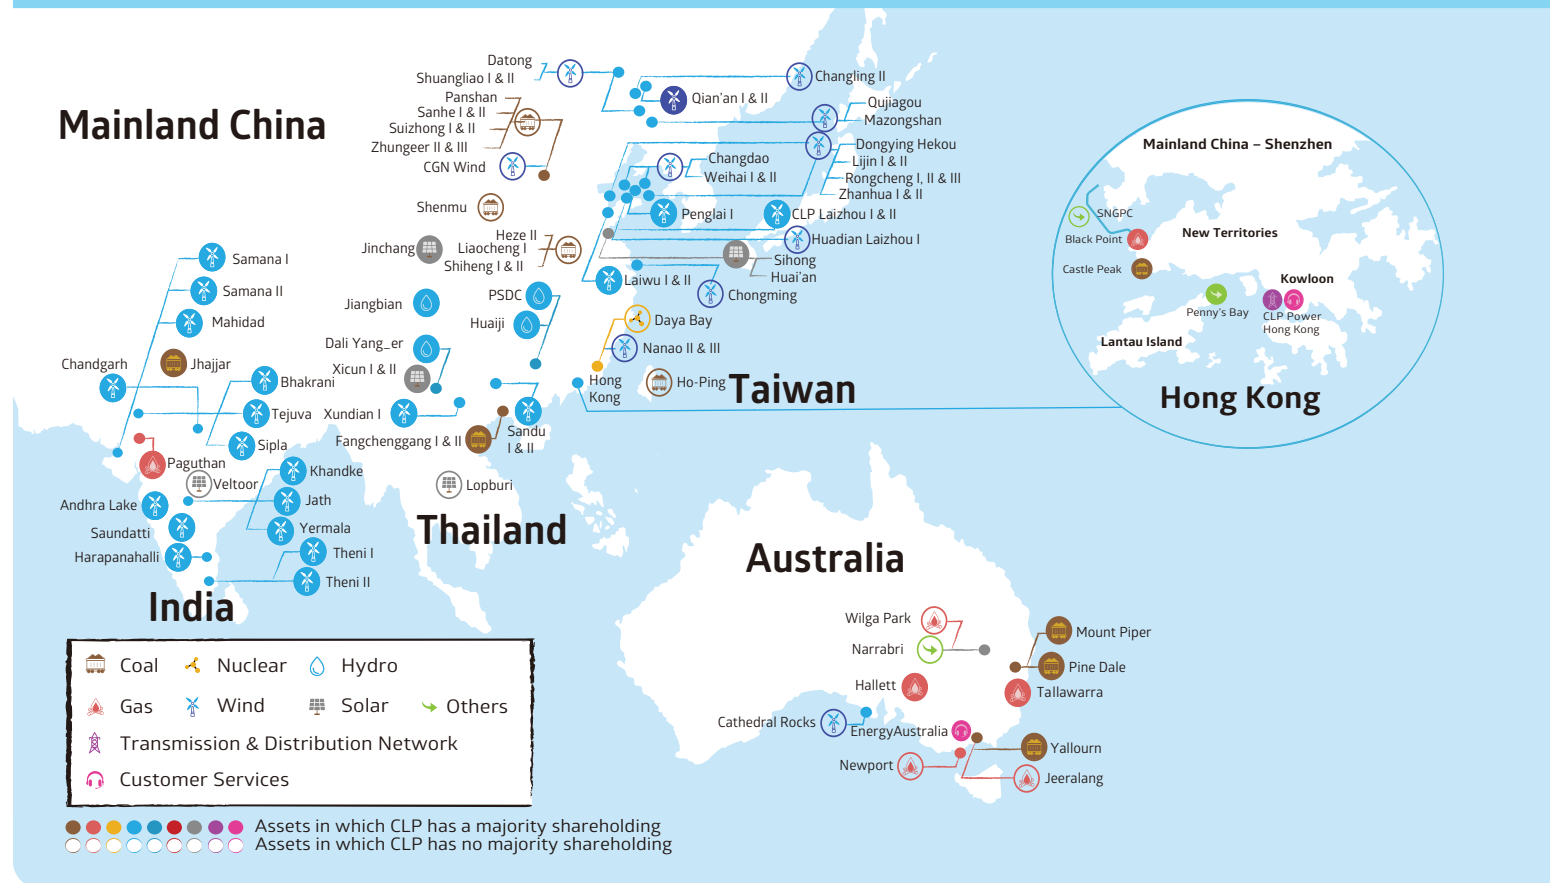 Mainland China
Datong
Shuangliao I & II
Panshan
Sanhe I & II
Suizhong I & II
Zhungeer II & III
CGN Wind
Shenmu
Heze II
Liaocheng I
Shiheng I & II
Jinchang
Jiangbian
PSDC
Huaiji
Dali Yang_er
Xicun I & II
Xundian I
Fangchenggang I & II
Sandu
I & II
Changling II
Qian'an I & II
Qujiagou
Mazongshan
Dongying Hekou
Lijin I & II
Rongcheng I, II & III
Zhanhua I & II
Changdao
Weihai I & II
Penglai I
CLP Laizhou I & II
Huadian Laizhou I
Sihong
Huai'an
Laiwu I & II
Chongming
Daya Bay
Nanao II & III
Hong
Kong
Ho-Ping
Taiwan
Mainland China – Shenzhen
SNGPC
Black Point
New Territories
Castle Peak
Kowloon
Penny's Bay
CLP Power
Hong Kong
Lantau Island
Hong Kong
Samana I
Samana II
Mahidad
Chandgarh
Jhajjar
Bhakrani
Tejuva
Sipla
Paguthan
Veltoor
Khandke
Jath
Yermala
Andhra Lake
Saundatti
Harapanahalli
Theni I
Theni II
India
Lopburi
Thailand
Australia
Wilga Park
Narrabri
Hallett
Mount Piper
Pine Dale
Tallawarra
Cathedral Rocks
EnergyAustralia
Newport
Yallourn
Jeeralang
Coal
Nuclear
Hydro
Gas
Wind
Solar
Others
Transmission & Distribution Network
Customer Services
Assets in which CLP has a majority shareholding
Assets in which CLP has no majority shareholding